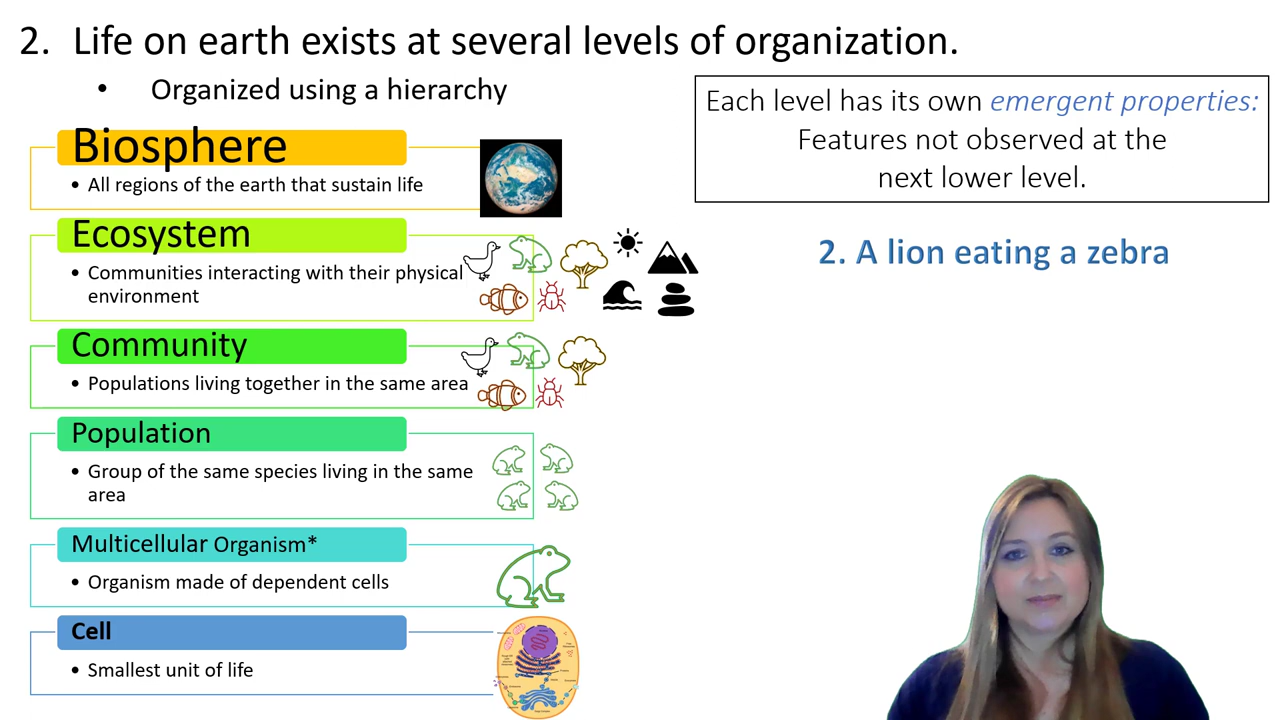 2. Life on earth exists at several levels of organization.
• Organized using a hierarchy
Each level has its own emergent properties:
Features not observed at the
next lower level.
Biosphere
• All regions of the earth that sustain life
Ecosystem
• Communities interacting with their physical
environment
2. A lion eating a zebra
Community
• Populations living together in the same area
Population
• Group of the same species living in the same
area
Multicellular Organism*
• Organism made of dependent cells
Cell
• Smallest unit of life